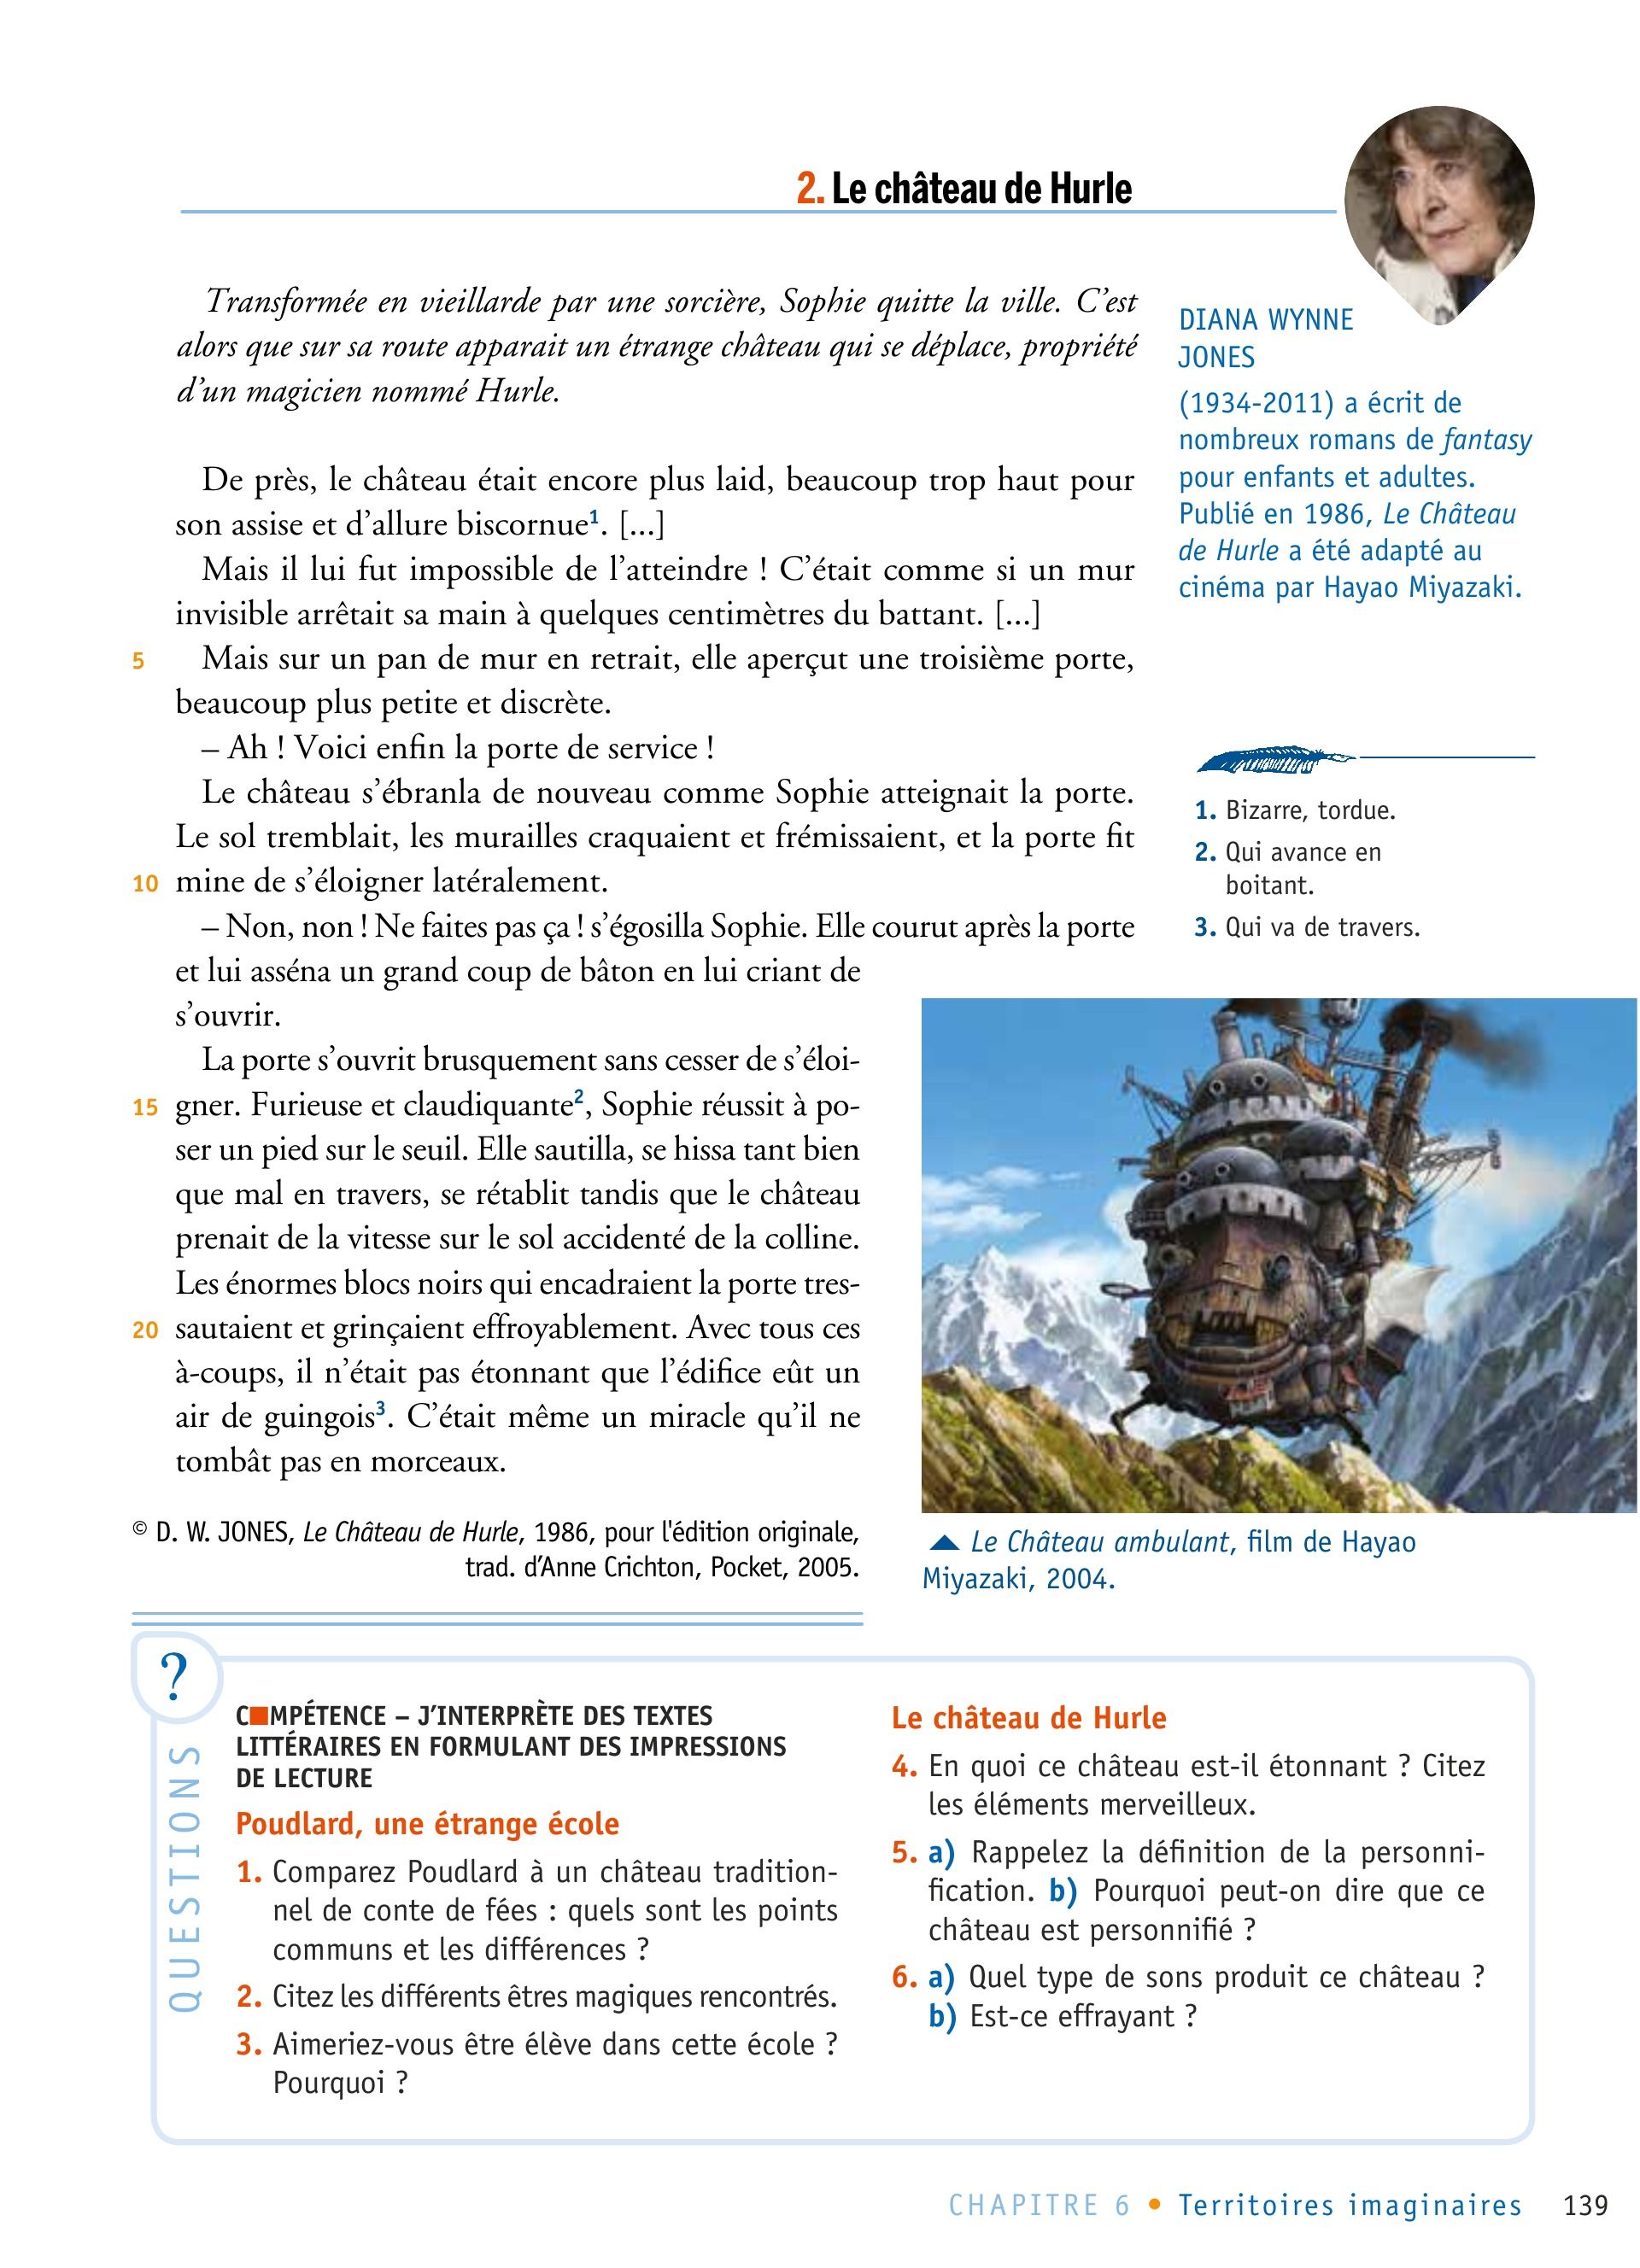 2. Le château de Hurle
Transformée en vieillarde par une sorcière, Sophie quitte la ville. C’est
alors que sur sa route apparait un étrange château qui se déplace, propriété
d’un magicien nommé Hurle.
De près, le château était encore plus laid, beaucoup trop haut pour
son assise et d’allure biscornue1. [...]
Mais il lui fut impossible de l’atteindre ! C’était comme si un mur
invisible arrêtait sa main à quelques centimètres du battant. [...]
5 Mais sur un pan de mur en retrait, elle aperçut une troisième porte,
beaucoup plus petite et discrète.
– Ah ! Voici enfin la porte de service !
Le château s’ébranla de nouveau comme Sophie atteignait la porte.
Le sol tremblait, les murailles craquaient et frémissaient, et la porte fit
10 mine de s’éloigner latéralement.
– Non, non ! Ne faites pas ça ! s’égosilla Sophie. Elle courut après la porte
et lui asséna un grand coup de bâton en lui criant de
s’ouvrir.
La porte s’ouvrit brusquement sans cesser de s’éloi-
15 gner. Furieuse et claudiquante2, Sophie réussit à po-
ser un pied sur le seuil. Elle sautilla, se hissa tant bien
que mal en travers, se rétablit tandis que le château
prenait de la vitesse sur le sol accidenté de la colline.
Les énormes blocs noirs qui encadraient la porte tres-
20 sautaient et grinçaient effroyablement. Avec tous ces
à-coups, il n’était pas étonnant que l’édifice eût un
air de guingois3. C’était même un miracle qu’il ne
tombât pas en morceaux.
© D. W. JONES, Le Château de Hurle, 1986, pour l'édition originale,
trad. d’Anne Crichton, Pocket, 2005.
DIANA WYNNE
JONES
(1934-2011) a écrit de
nombreux romans de fantasy
pour enfants et adultes.
Publié en 1986, Le Château
de Hurle a été adapté au
cinéma par Hayao Miyazaki.
1. Bizarre, tordue.
2. Qui avance en
boitant.
3. Qui va de travers.
Le Château ambulant, film de Hayao
Miyazaki, 2004.
?
QUESTIONS
C■MPÉTENCE – J’INTERPRÈTE DES TEXTES
LITTÉRAIRES EN FORMULANT DES IMPRESSIONS
DE LECTURE
Poudlard, une étrange école
1. Comparez Poudlard à un château tradition-
nel de conte de fées : quels sont les points
communs et les différences ?
2. Citez les différents êtres magiques rencontrés.
3. Aimeriez-vous être élève dans cette école ?
Pourquoi ?
Le château de Hurle
4. En quoi ce château est-il étonnant ? Citez
les éléments merveilleux.
5. a) Rappelez la définition de la personni-
fication. b) Pourquoi peut-on dire que ce
château est personnifié ?
6. a) Quel type de sons produit ce château ?
b) Est-ce effrayant ?
CHAPITRE 6 • Territoires imaginaires 139